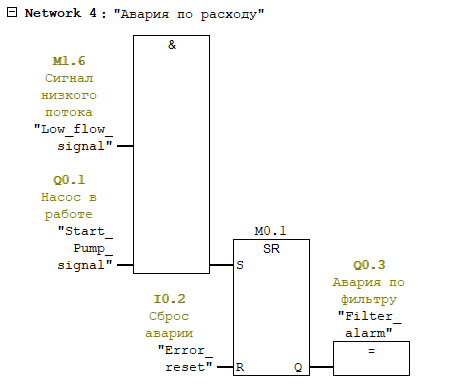 Network 4 : "Авария по расходу"
&
M1.6
Сигнал
низкого
потока
"Low_flow_
signal"
Q0.1
Насос в
работе
"Start_
Pump_
signal"
M0.1
SR
S
I0.2
Сброс
аварии
"Error_
reset"
R
Q
Q0.3
Авария по
фильтру
"Filter_
alarm"
=